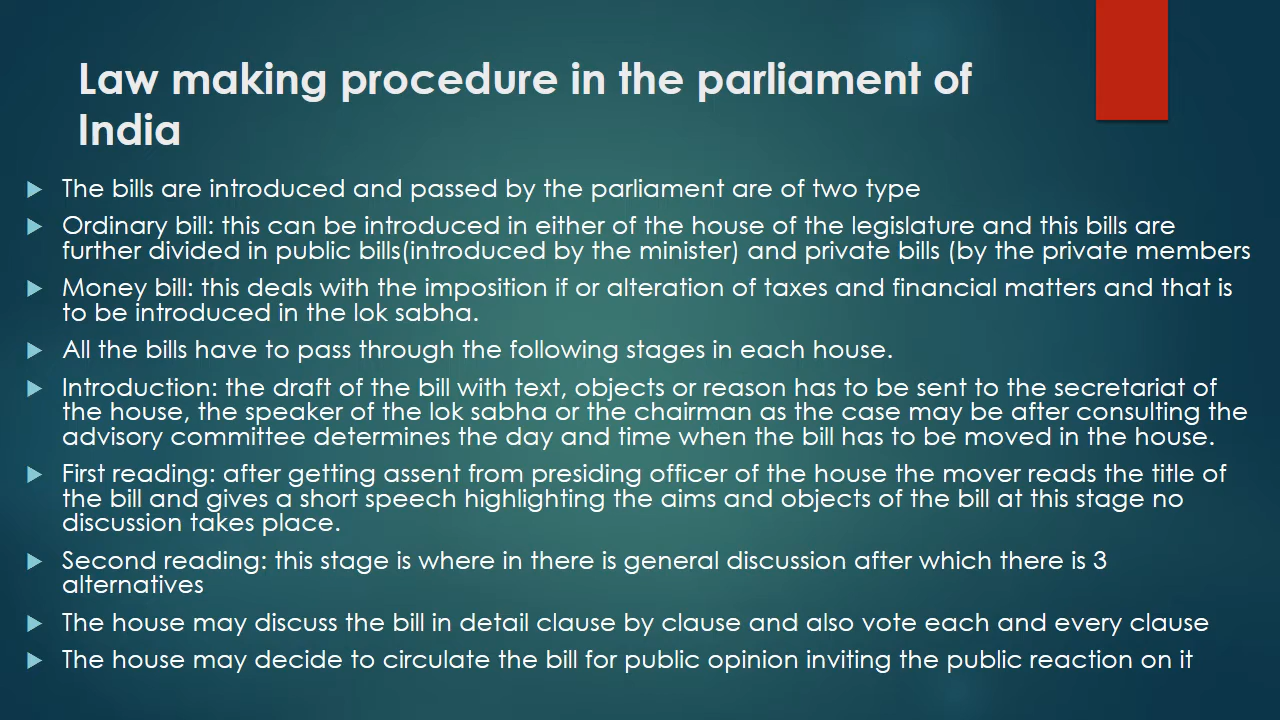 Law making procedure in the parliament of
India
The bills are introduced and passed by the parliament are of two type
Ordinary bill: this can be introduced in either of the house of the legislature and this bills are
further divided in public bills(introduced by the minister) and private bills (by the private members
Money bill: this deals with the imposition if or alteration of taxes and financial matters and that is
to be introduced in the lok sabha.
All the bills have to pass through the following stages in each house.
Introduction: the draft of the bill with text, objects or reason has to be sent to the secretariat of
the house, the speaker of the lok sabha or the chairman as the case may be after consulting the
advisory committee determines the day and time when the bill has to be moved in the house.
First reading: after getting assent from presiding officer of the house the mover reads the title of
the bill and gives a short speech highlighting the aims and objects of the bill at this stage no
discussion takes place.
Second reading: this stage is where in there is general discussion after which there is 3
alternatives
The house may discuss the bill in detail clause by clause and also vote each and every clause
The house may decide to circulate the bill for public opinion inviting the public reaction on it